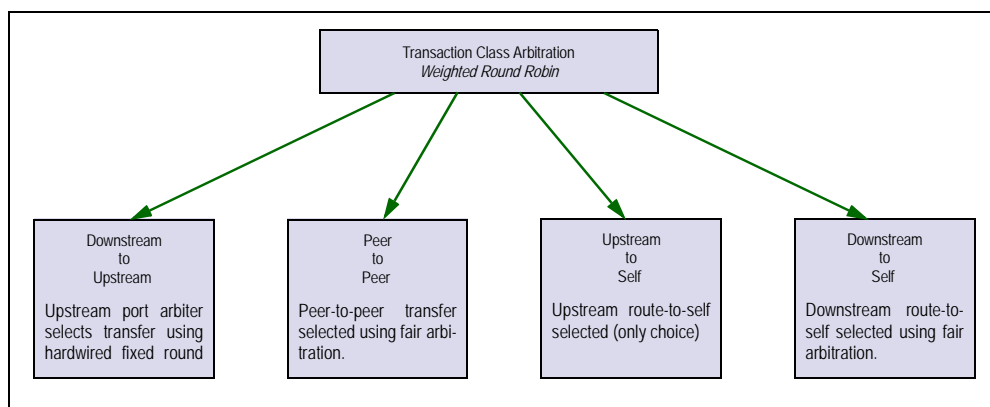 Transaction Class Arbitration
Weighted Round Robin
Downstream
to
Upstream
Upstream port arbiter
selects transfer using
hardwired fixed round
Peer
to
Peer
Peer-to-peer transfer
selected using fair arbi-
tration.
Upstream
to
Self
Upstream route-to-self
selected (only choice)
Downstream
to
Self
Downstream route-to-
self selected using fair
arbitration.